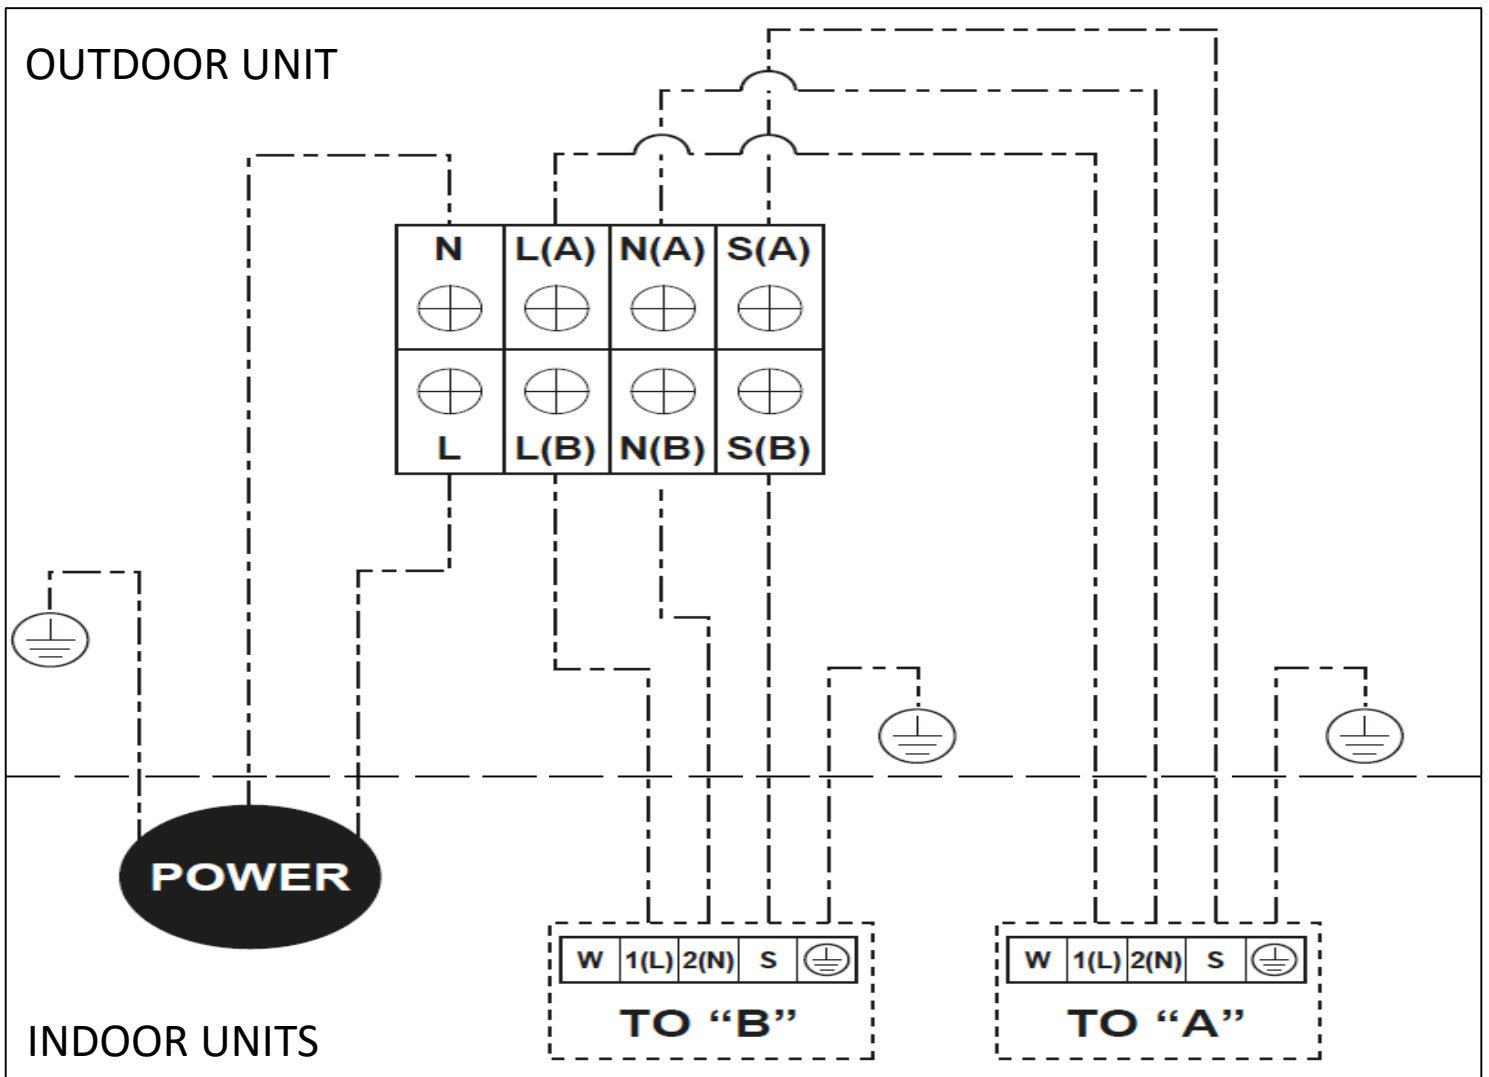 OUTDOOR UNIT
N L(A) N(A) S(A)
L L(B) N(B) S(B)
POWER
W 1(L) 2(N) S
TO “B”
W 1(L) 2(N) S
TO “A”
INDOOR UNITS